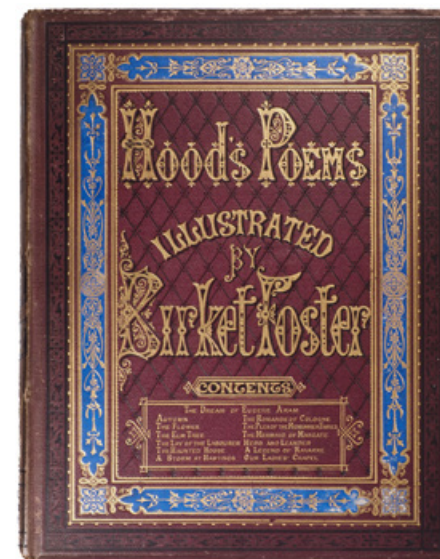 Hood's Poems
ILLUSTRATED
BY
Birket Foster
CONTENTS
THE DREAM OF EUGENE ARAM
AUTUMN
THE FLOWER
THE ELM TREE
THE LAY OF THE LABOURER
THE HAUNTED HOUSE
A STORM AT HASTINGS
THE ROMANCE OF COLOGNE
THE PLEA OF THE MIDSUMMER FAIRIES
THE MERMAID OF MARGATE
HERO AND LEANDER
A LEGEND OF NAVARRE
OUR LADIES' CHAPEL